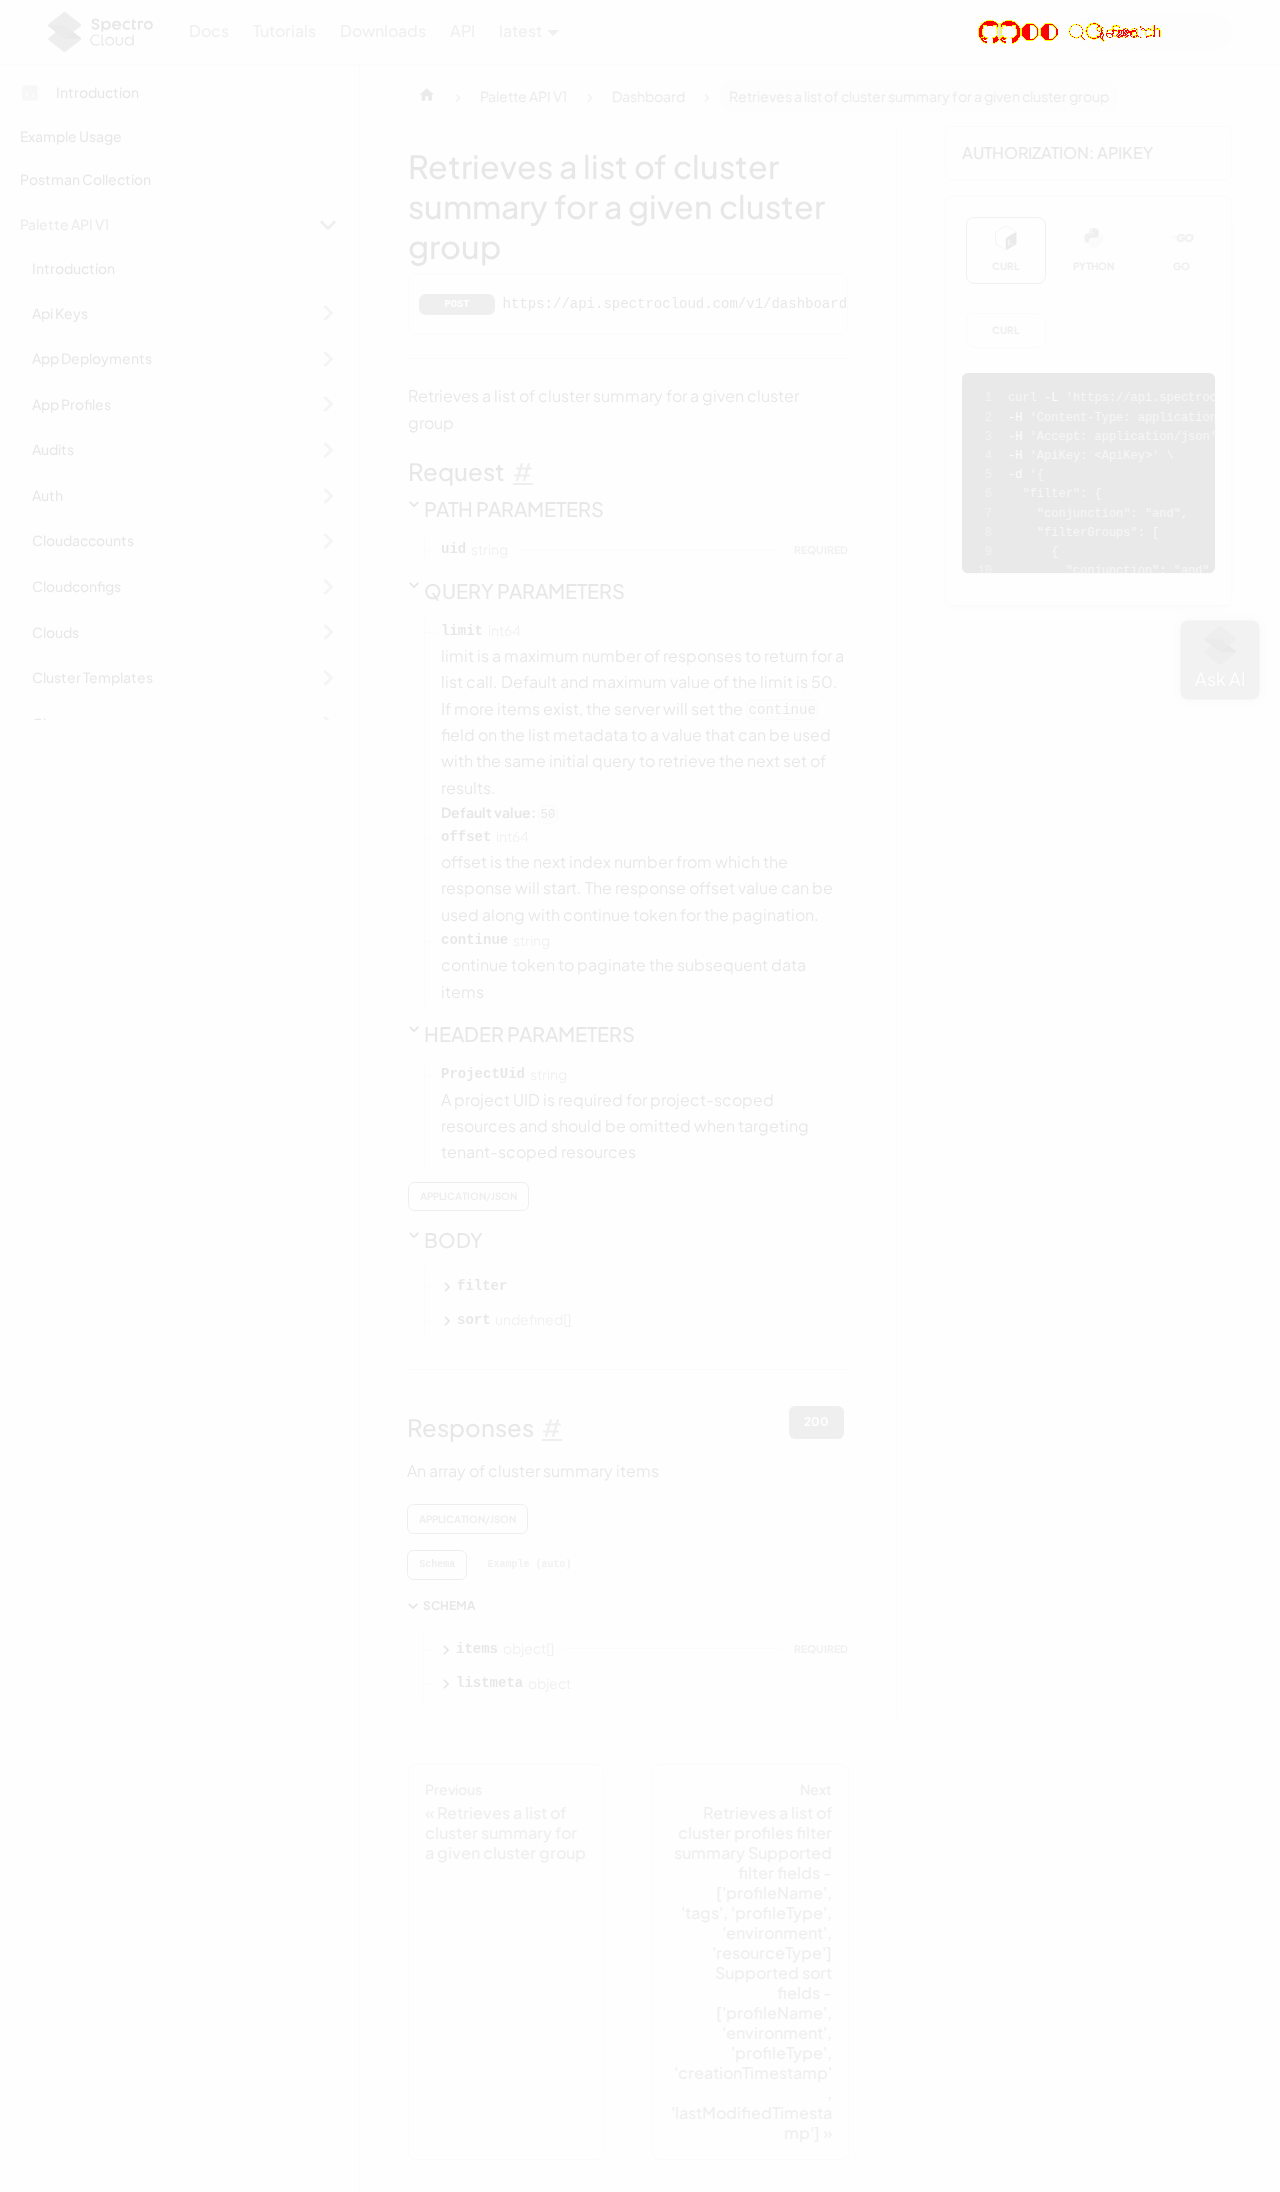 Spectro
Cloud
Docs
Tutorials
Downloads
API
latest
Introduction
Example Usage
Postman Collection
Palette API V1
Introduction
Api Keys
App Deployments
App Profiles
Audits
Auth
Cloudaccounts
Cloudconfigs
Clouds
Cluster Templates
Palette API V1
Dashboard
Retrieves a list of cluster summary for a given cluster group
Retrieves a list of cluster
summary for a given cluster
group
POST
https://api.spectrocloud.com/v1/dashboard
Retrieves a list of cluster summary for a given cluster
group
Request #
PATH PARAMETERS
uid string
REQUIRED
QUERY PARAMETERS
limit int64
limit is a maximum number of responses to return for a
list call. Default and maximum value of the limit is 50.
If more items exist, the server will set the continue
field on the list metadata to a value that can be used
with the same initial query to retrieve the next set of
results.
Default value: 50
offset int64
offset is the next index number from which the
response will start. The response offset value can be
used along with continue token for the pagination.
continue string
continue token to paginate the subsequent data
items
HEADER PARAMETERS
ProjectUid string
A project UID is required for project-scoped
resources and should be omitted when targeting
tenant-scoped resources
APPLICATION/JSON
BODY
filter
sort undefined[]
Responses #
200
An array of cluster summary items
APPLICATION/JSON
Schema
Example (auto)
SCHEMA
items object[]
REQUIRED
listmeta object
Previous
« Retrieves a list of
cluster summary for
a given cluster group
Next
Retrieves a list of
cluster profiles filter
summary Supported
filter fields -
['profileName',
'tags', 'profileType',
'environment',
'resourceType']
Supported sort
fields -
['profileName',
'environment',
'profileType',
'creationTimestamp'
,
'lastModifiedTimesta
mp'] »
AUTHORIZATION: APIKEY
CURL
PYTHON
GO
GO
CURL
1 curl -L 'https://api.spectroc
2 -H 'Content-Type: application
3 -H 'Accept: application/json'
4 -H 'ApiKey: <ApiKey>' \
5 -d '{
6 "filter": {
7 "conjunction": "and",
8 "filterGroups": [
9 {
10 "conjunction": "and"
Ask AI